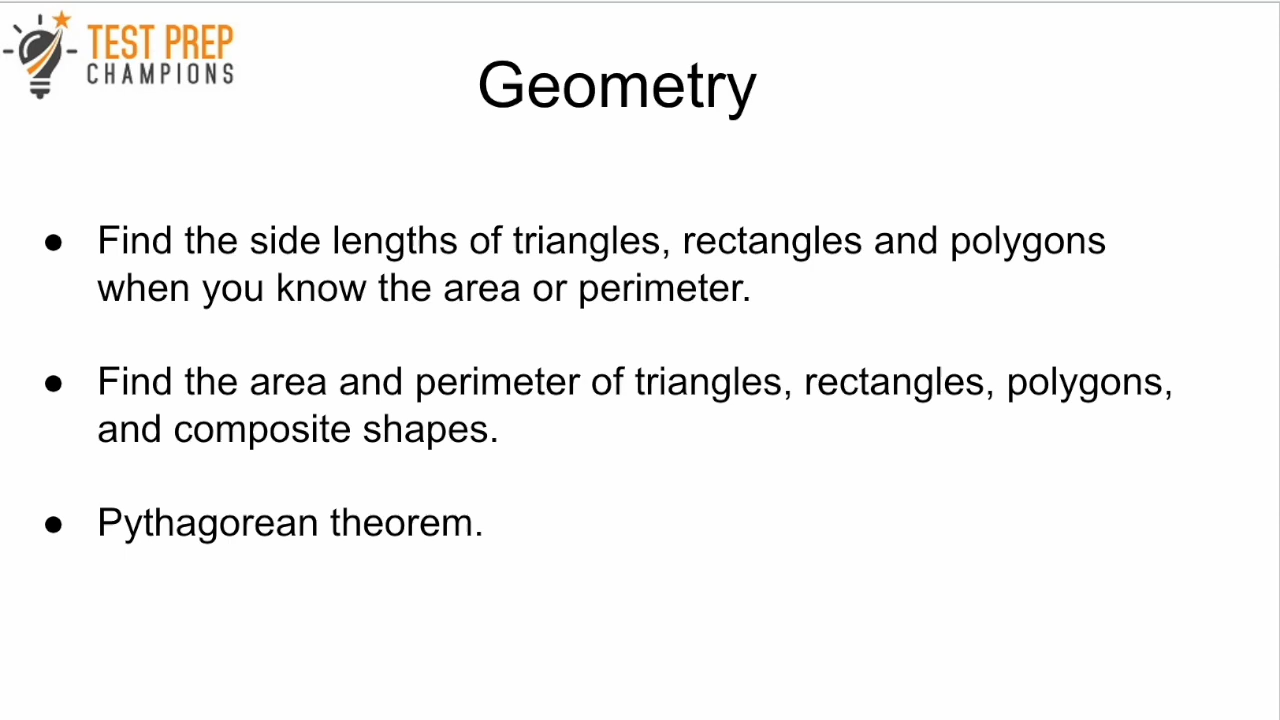 TEST PREP
CHAMPIONS
Geometry
● Find the side lengths of triangles, rectangles and polygons
when you know the area or perimeter.
● Find the area and perimeter of triangles, rectangles, polygons,
and composite shapes.
● Pythagorean theorem.